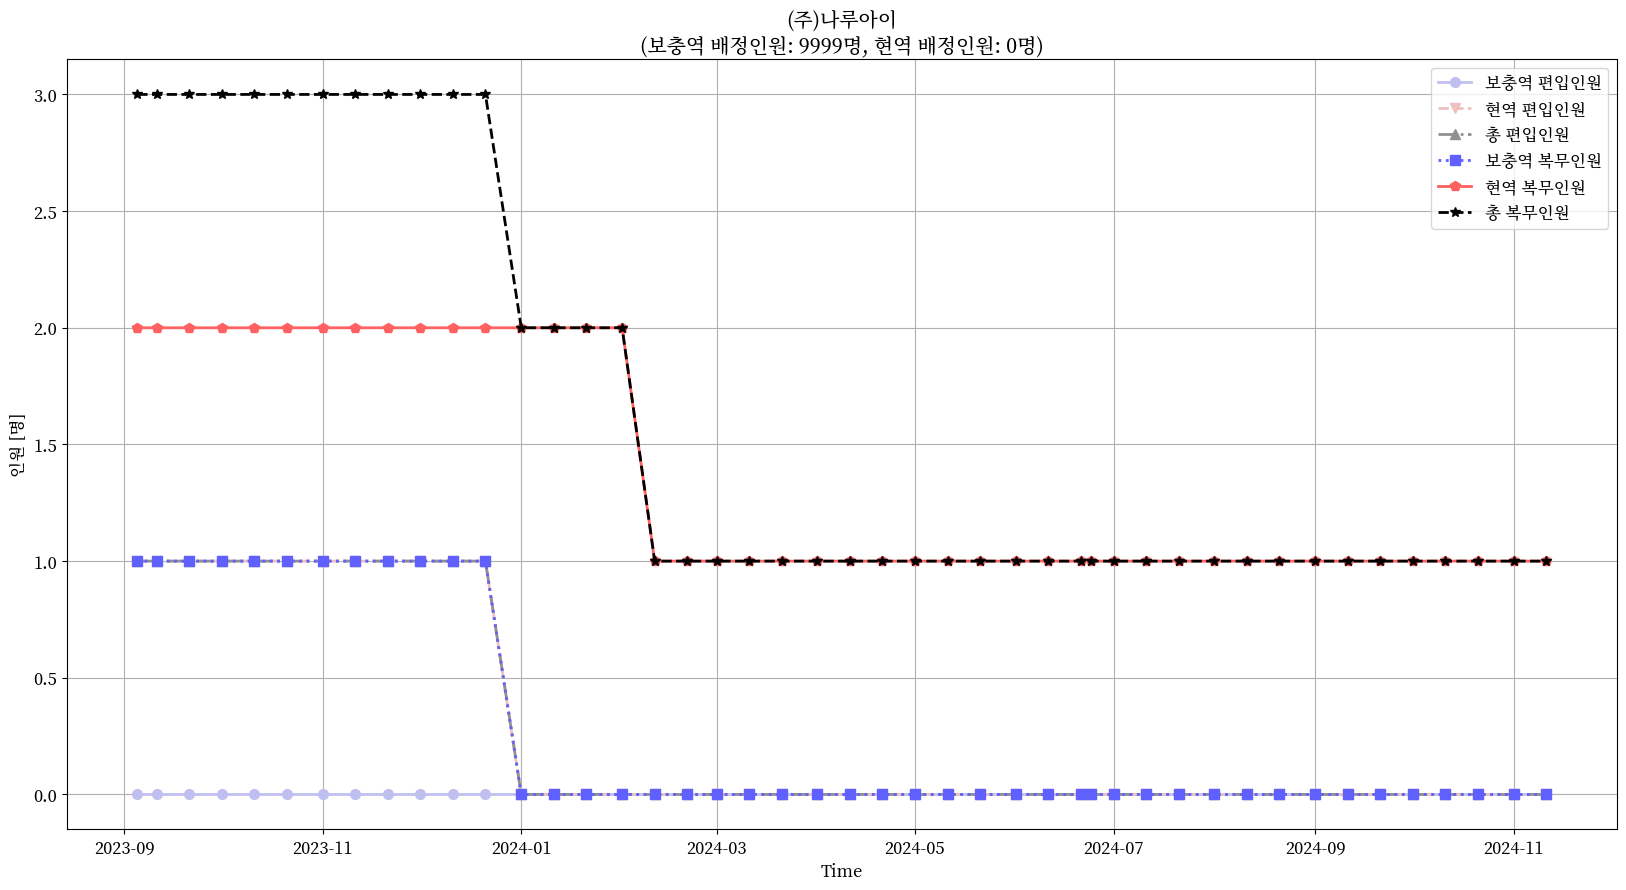 (주)나루아이
(보충역 배정인원: 9999명, 현역 배정인원: 0명)
보충역 편입인원
현역 편입인원
총 편입인원
보충역 복무인원
현역 복무인원
총 복무인원
3.0
2.5
2.0
1.5
1.0
0.5
0.0
인원 [명]
2023-09 2023-11 2024-01 2024-03 2024-05 2024-07 2024-09 2024-11
Time